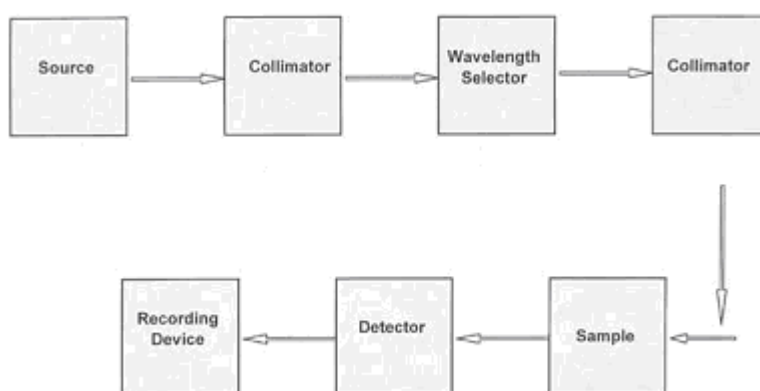 Source
Collimator
Wavelength
Selector
Collimator
Sample
Detector
Recording
Device